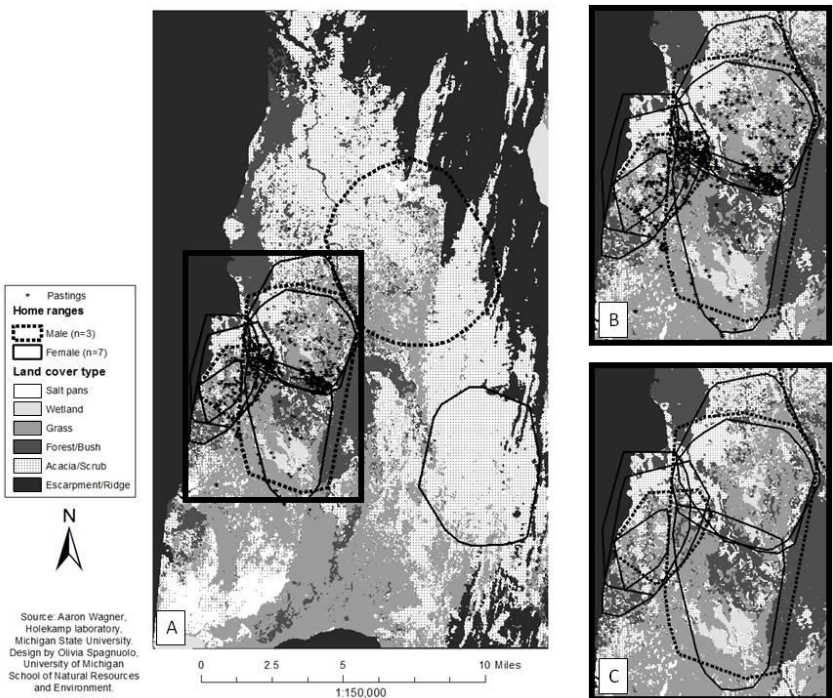 Pastings
Home ranges
Male (n=3)
Female (n=7)
Land cover type
Salt pans
Wetland
Grass
Forest/Bush
Acacia/Scrub
Escarpment/Ridge
N
Source: Aaron Wagner,
Holekamp laboratory,
Michigan State University.
Design by Olivia Spagnuolo,
University of Michigan
School of Natural Resources
and Environment.
A
B
C
0 2.5 5 10 Miles
1:150,000